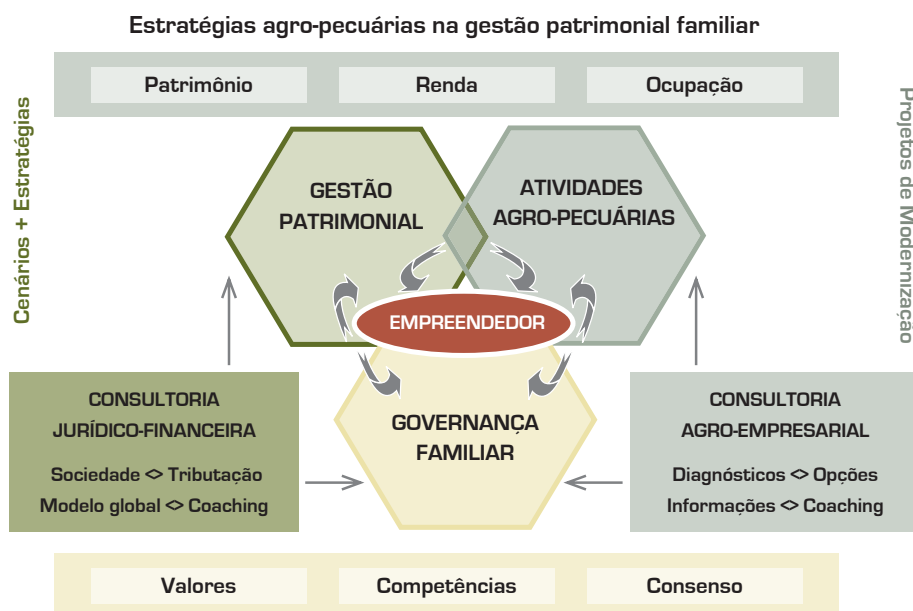 Estratégias agro-pecuárias na gestão patrimonial familiar
Patrimônio
Renda
Ocupação
Cenários + Estratégias
Projetos de Modernização
GESTÃO
PATRIMONIAL
ATIVIDADES
AGRO-PECUÁRIAS
EMPREENDEDOR
GOVERNANÇA
FAMILIAR
CONSULTORIA
JURÍDICO-FINANCEIRA
Sociedade <> Tributação
Modelo global <> Coaching
CONSULTORIA
AGRO-EMPRESARIAL
Diagnósticos <> Opções
Informações <> Coaching
Valores
Competências
Consenso